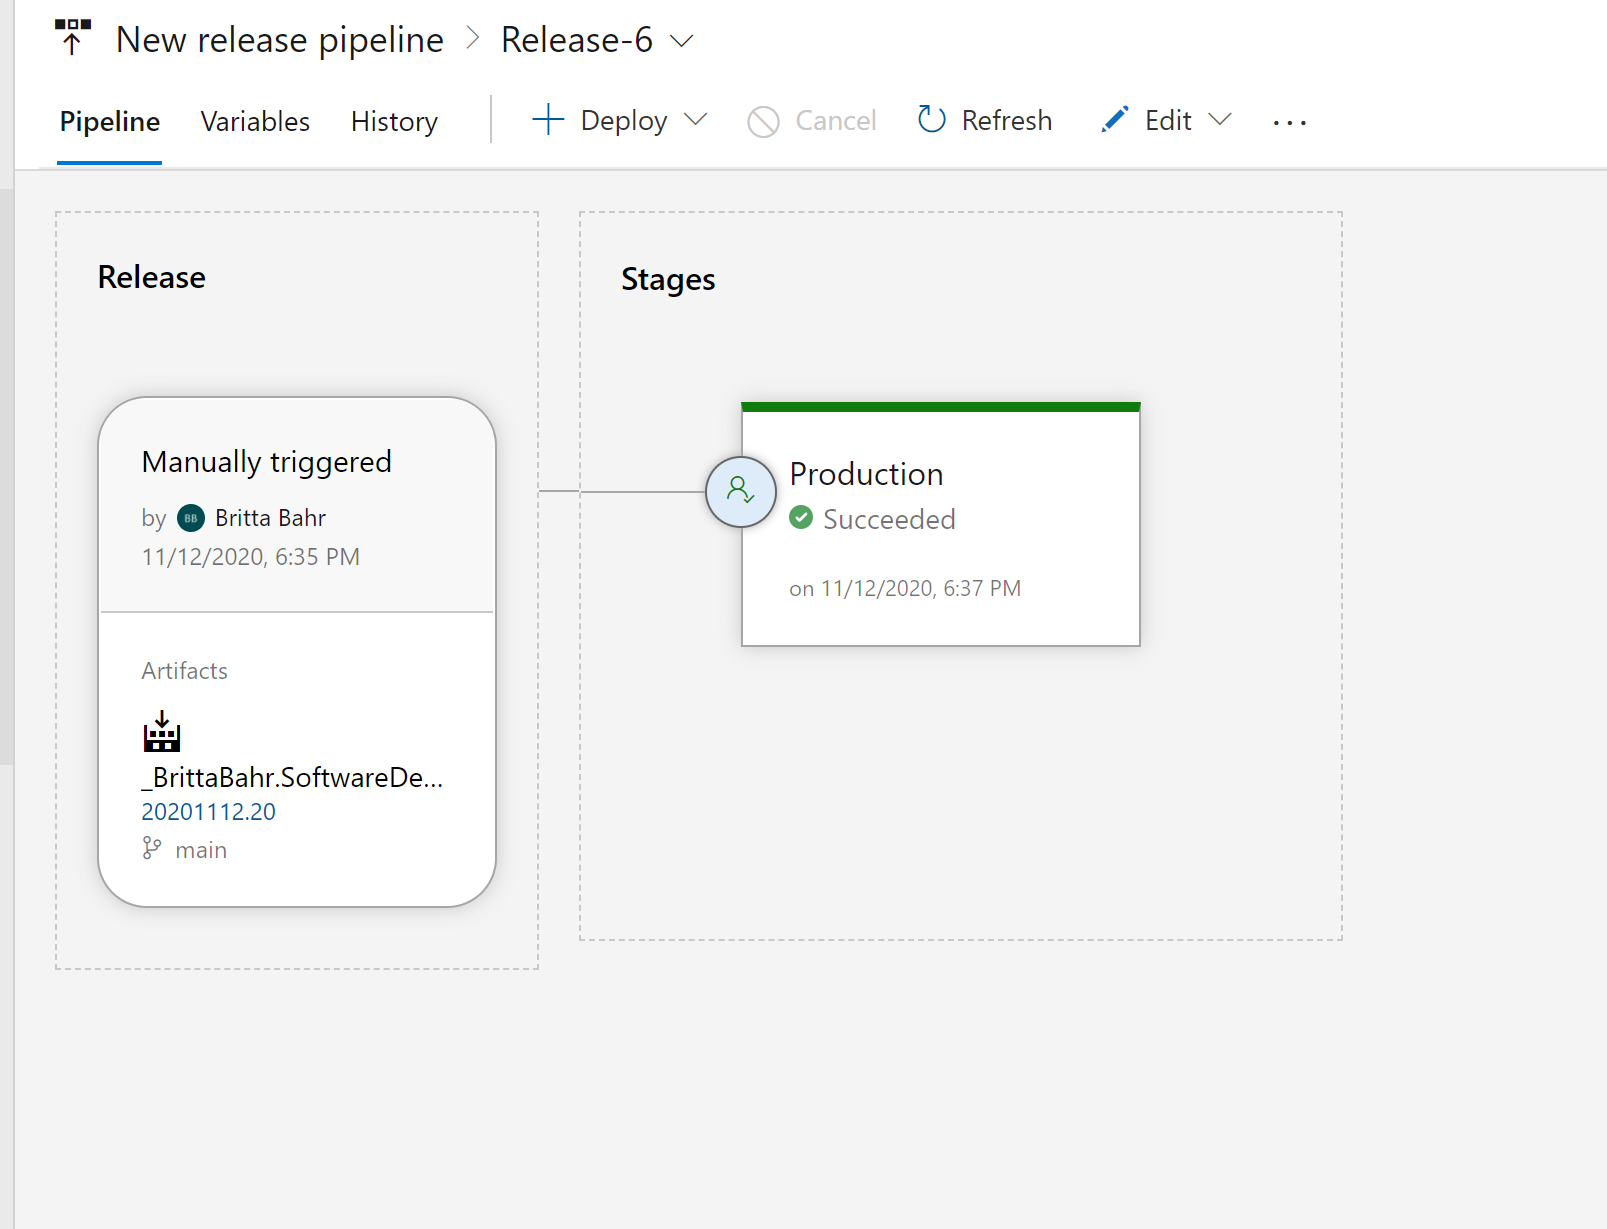 New release pipeline > Release-6
Pipeline Variables History Deploy Cancel Refresh Edit ...
Release
Stages
Manually triggered
by BB Britta Bahr
11/12/2020, 6:35 PM
Production
Succeeded
on 11/12/2020, 6:37 PM
Artifacts
_BrittaBahr.SoftwareDe...
20201112.20
main